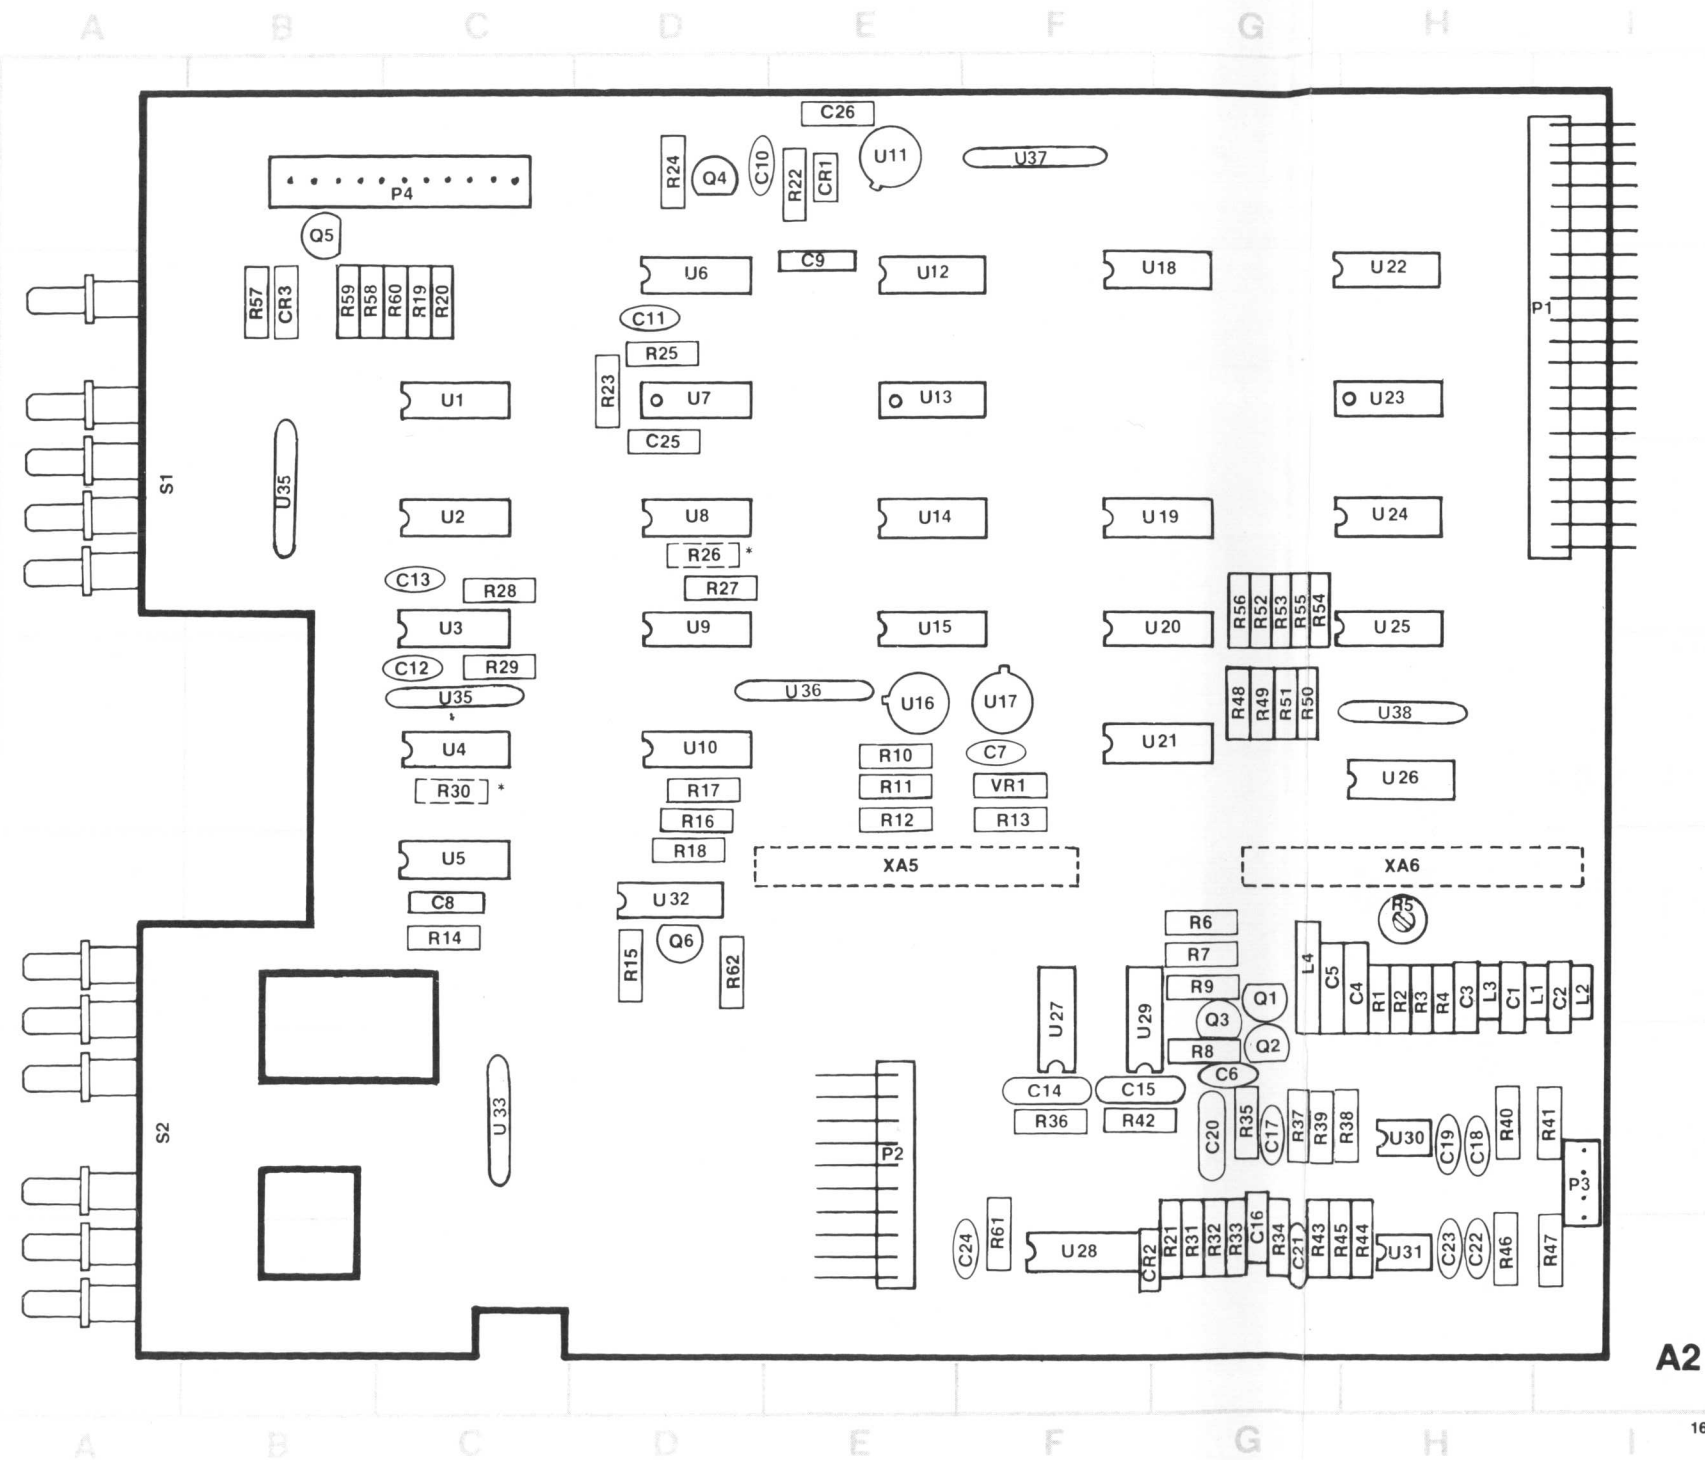 A B C D E F G H I
C26
R24 Q4 C10 R22 CR1 U11 U37
P4
Q5
U6 C9 U12 U18 U22
R57 CR3 R59 R58 R60 R19 R20
P1
C11
R25
R23
U1 U7 U13 U23
C25
S1
U35
U2 U8 U14 U19 U24
R26 *
C13 R28 R27
R56 R52 R53 R55 R54
U3 U9 U15 U20 U25
C12 R29
U35 U36 U16 U17
R48 R49 R51 R50
U38
U4 U10 R10 C7 U21
R30 * R17 R11 VR1 U26
R16 R12 R13
R18
U5 XA5 XA6
C8 U32 R5
R6
R14 Q6
R15 R62
R7
L4 C5 C4 R1 R2 R3 R4 C3 L3 C1 L1 C2 L2
R9 Q1
U27 U29 Q3
R8 Q2
C6
C14 C15
R36 R42
U33
S2
C20 R35 C17 R37 R39 R38 U30 C19 C18 R40 R41
P2
P3
C24 R61 U28 CR2 R21 R31 R32 R33 C16 R34 C21 R43 R45 R44 U31 C23 C22 R46 R47
A2
16
A B C D E F G H I